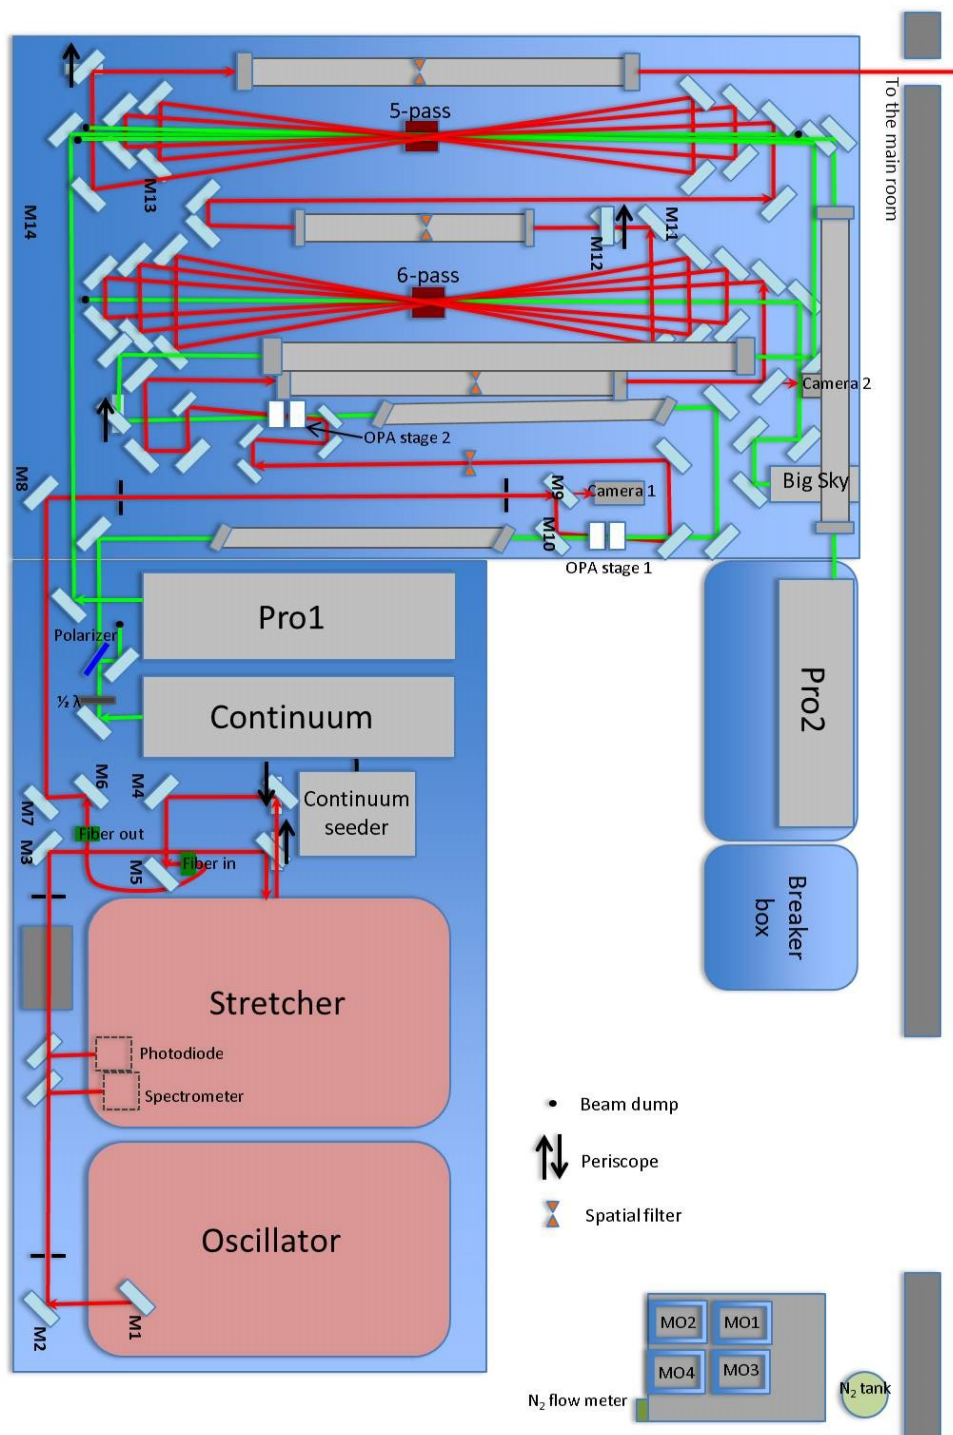 To the main room
5-pass
M13
M14
M11
M12
6-pass
Camera 2
OPA stage 2
M8
M9
Camera 1
Big Sky
M10
OPA stage 1
Pro1
Polarizer
½ λ
Continuum
Pro2
M6
M4
M7
Continuum
seeder
Fiber out
M3
M5
Fiber in
Breaker
box
Stretcher
Photodiode
Spectrometer
Beam dump
Periscope
Spatial filter
Oscillator
M1
M2
MO2
MO1
MO4
MO3
N₂ tank
N₂ flow meter